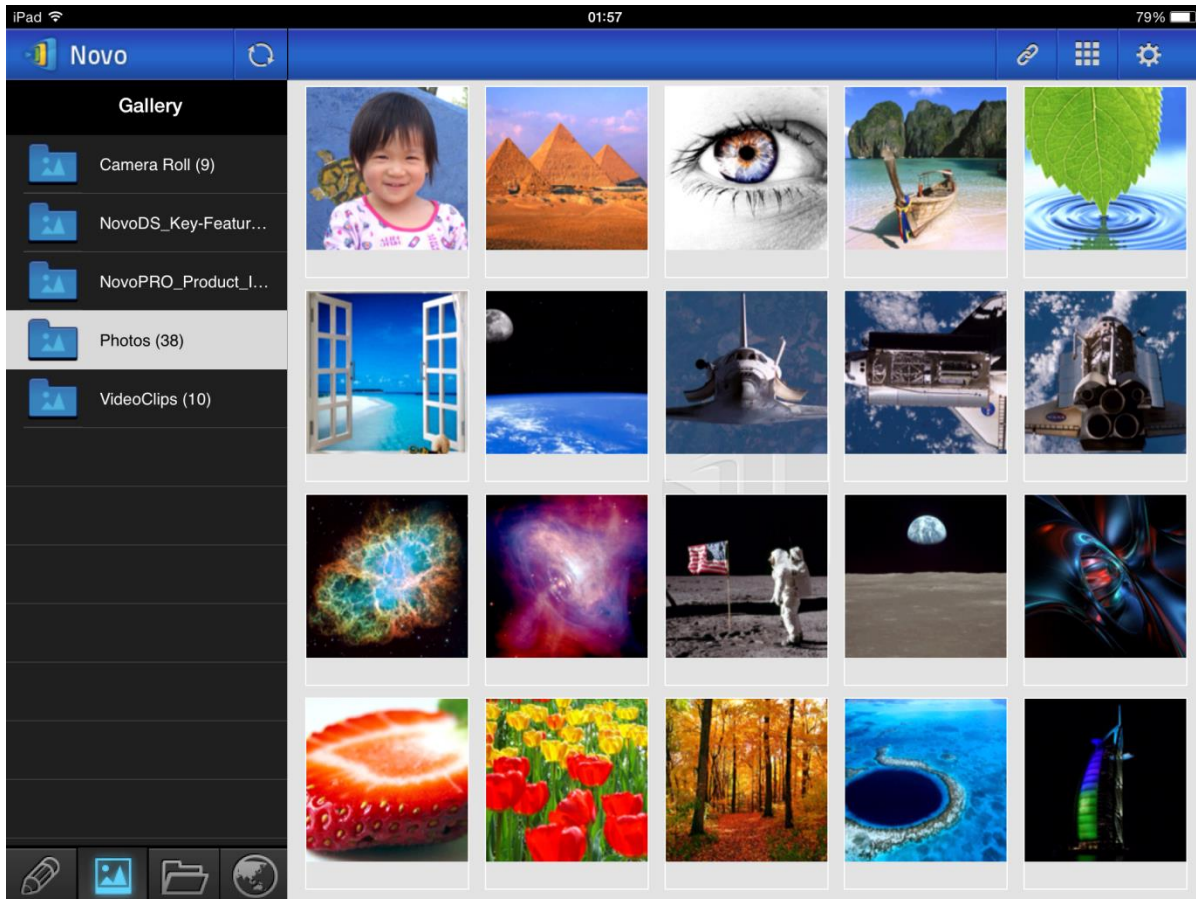 iPad 01:57 79%
Novo
Gallery
Camera Roll (9)
NovoDS_Key-Featur...
NovoPRO_Product_I...
Photos (38)
VideoClips (10)